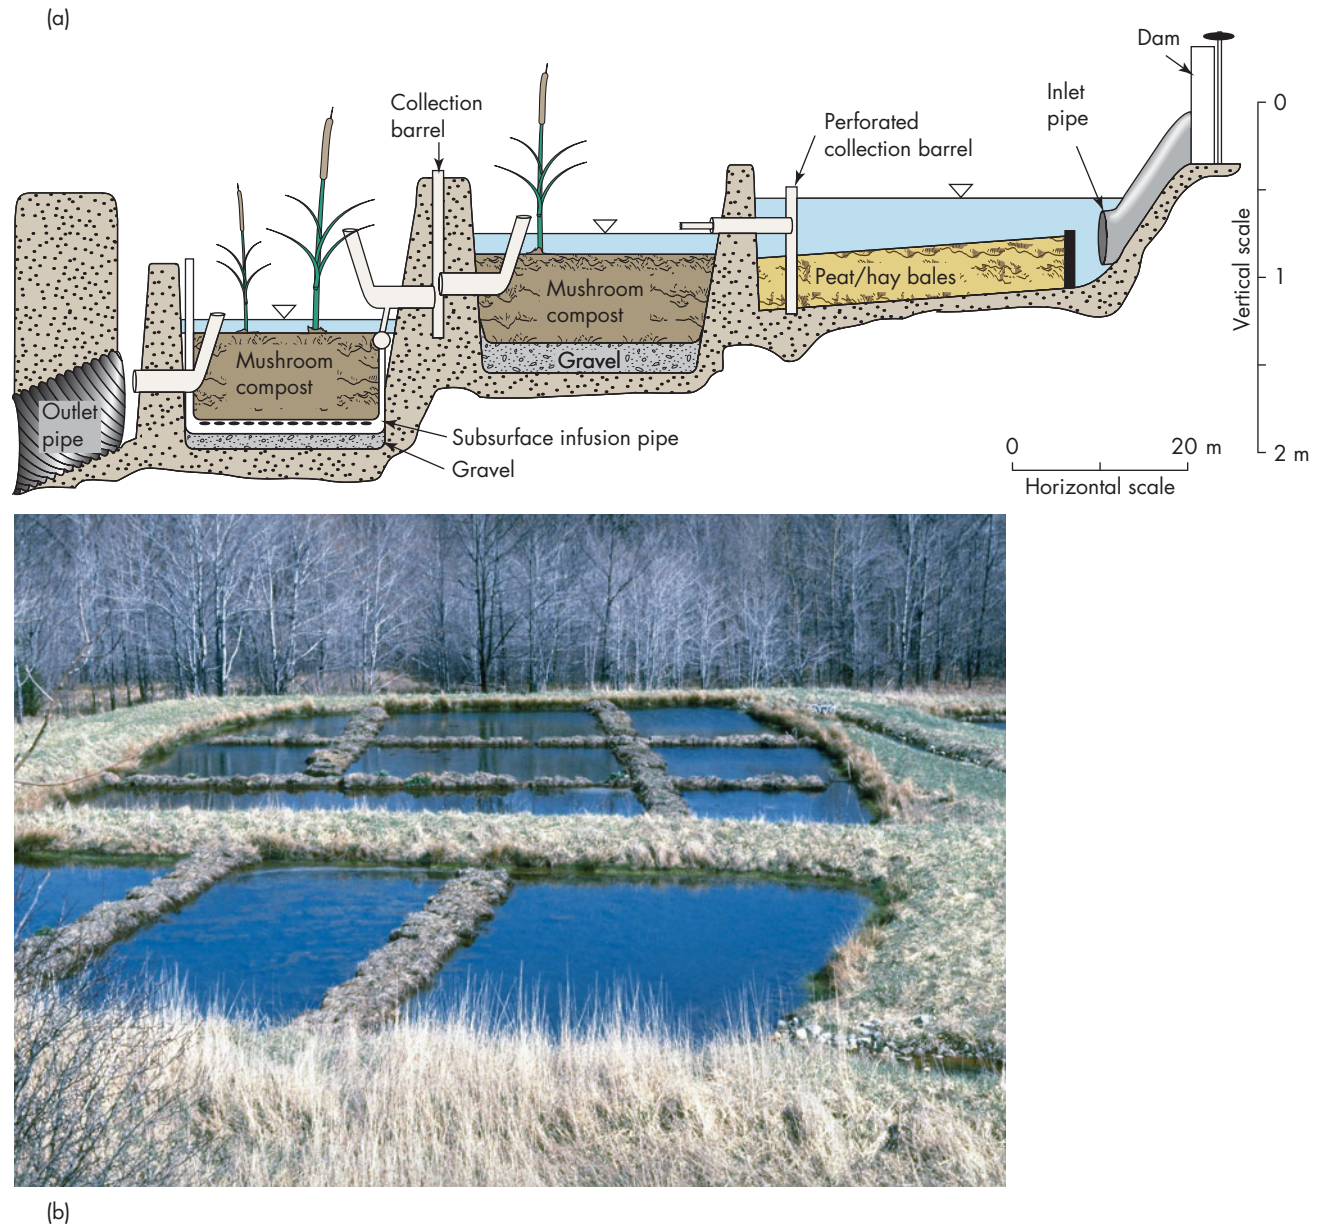 (a)
Dam
Collection
barrel
Inlet
pipe
0
Perforated
collection barrel
Mushroom
compost
Peat/hay bales
1
Vertical scale
Mushroom
compost
Gravel
Outlet
pipe
Subsurface infusion pipe
Gravel
0
20 m
2 m
Horizontal scale
(b)